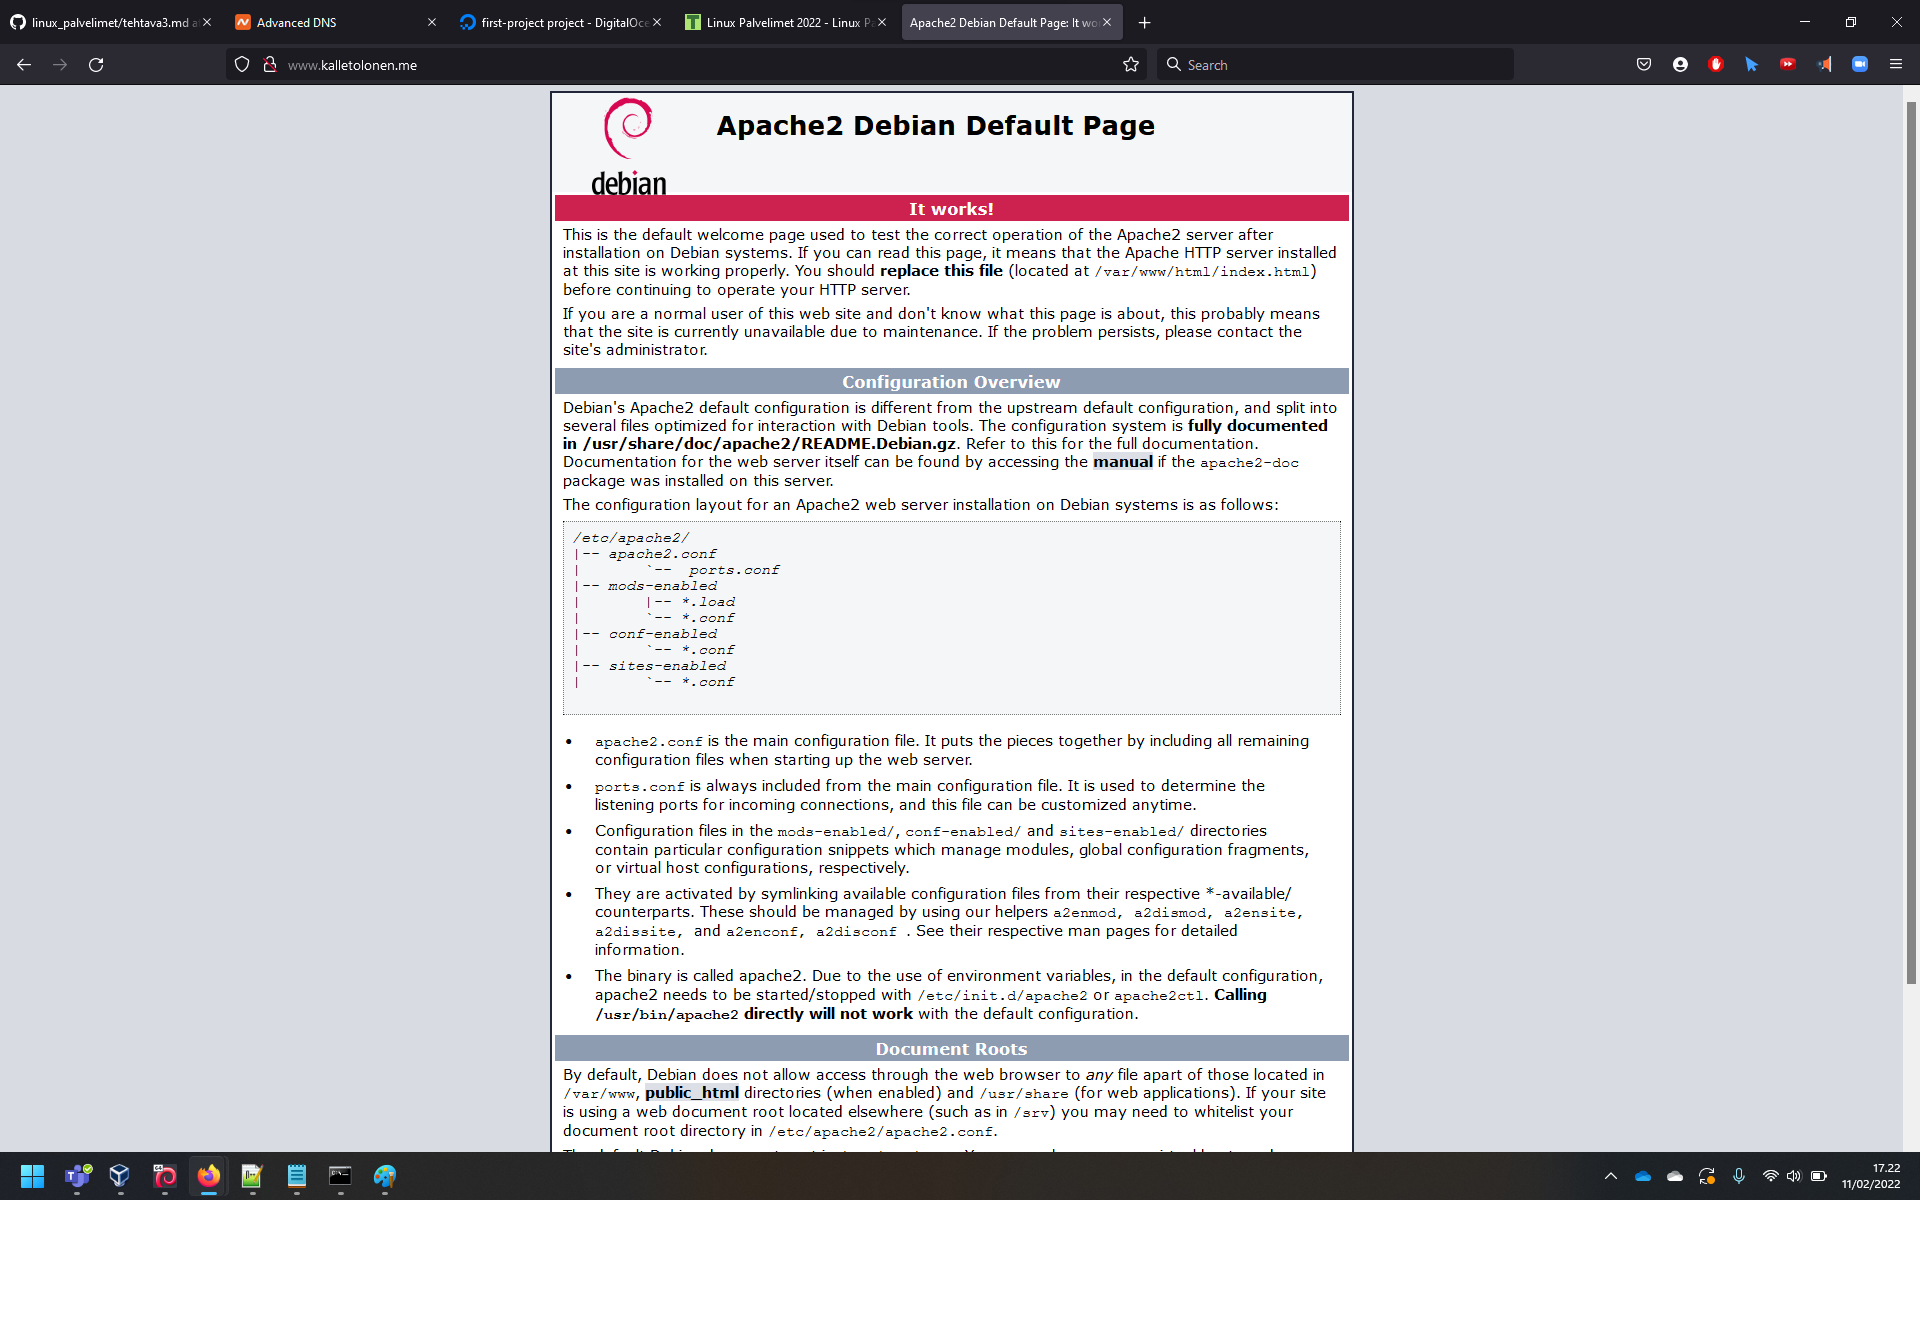 linux_palvelimet/tehtava3.md a
Advanced DNS
first-project project - DigitalOce
Linux Palvelimet 2022 - Linux Pa
Apache2 Debian Default Page: It wo
www.kalletolonen.me
Search
Apache2 Debian Default Page
debian
It works!
This is the default welcome page used to test the correct operation of the Apache2 server after
installation on Debian systems. If you can read this page, it means that the Apache HTTP server installed
at this site is working properly. You should replace this file (located at /var/www/html/index.html)
before continuing to operate your HTTP server.
If you are a normal user of this web site and don't know what this page is about, this probably means
that the site is currently unavailable due to maintenance. If the problem persists, please contact the
site's administrator.
Configuration Overview
Debian's Apache2 default configuration is different from the upstream default configuration, and split into
several files optimized for interaction with Debian tools. The configuration system is fully documented
in /usr/share/doc/apache2/README.Debian.gz. Refer to this for the full documentation.
Documentation for the web server itself can be found by accessing the manual if the apache2-doc
package was installed on this server.
The configuration layout for an Apache2 web server installation on Debian systems is as follows:
/etc/apache2/
|-- apache2.conf
|       `--  ports.conf
|-- mods-enabled
|       |-- *.load
|       `-- *.conf
|-- conf-enabled
|       `-- *.conf
|-- sites-enabled
|       `-- *.conf
• apache2.conf is the main configuration file. It puts the pieces together by including all remaining
configuration files when starting up the web server.
• ports.conf is always included from the main configuration file. It is used to determine the
listening ports for incoming connections, and this file can be customized anytime.
• Configuration files in the mods-enabled/, conf-enabled/ and sites-enabled/ directories
contain particular configuration snippets which manage modules, global configuration fragments,
or virtual host configurations, respectively.
• They are activated by symlinking available configuration files from their respective *-available/
counterparts. These should be managed by using our helpers a2enmod, a2dismod, a2ensite,
a2dissite, and a2enconf, a2disconf . See their respective man pages for detailed
information.
• The binary is called apache2. Due to the use of environment variables, in the default configuration,
apache2 needs to be started/stopped with /etc/init.d/apache2 or apache2ctl. Calling
/usr/bin/apache2 directly will not work with the default configuration.
Document Roots
By default, Debian does not allow access through the web browser to any file apart of those located in
/var/www, public_html directories (when enabled) and /usr/share (for web applications). If your site
is using a web document root located elsewhere (such as in /srv) you may need to whitelist your
document root directory in /etc/apache2/apache2.conf.
17.22
11/02/2022